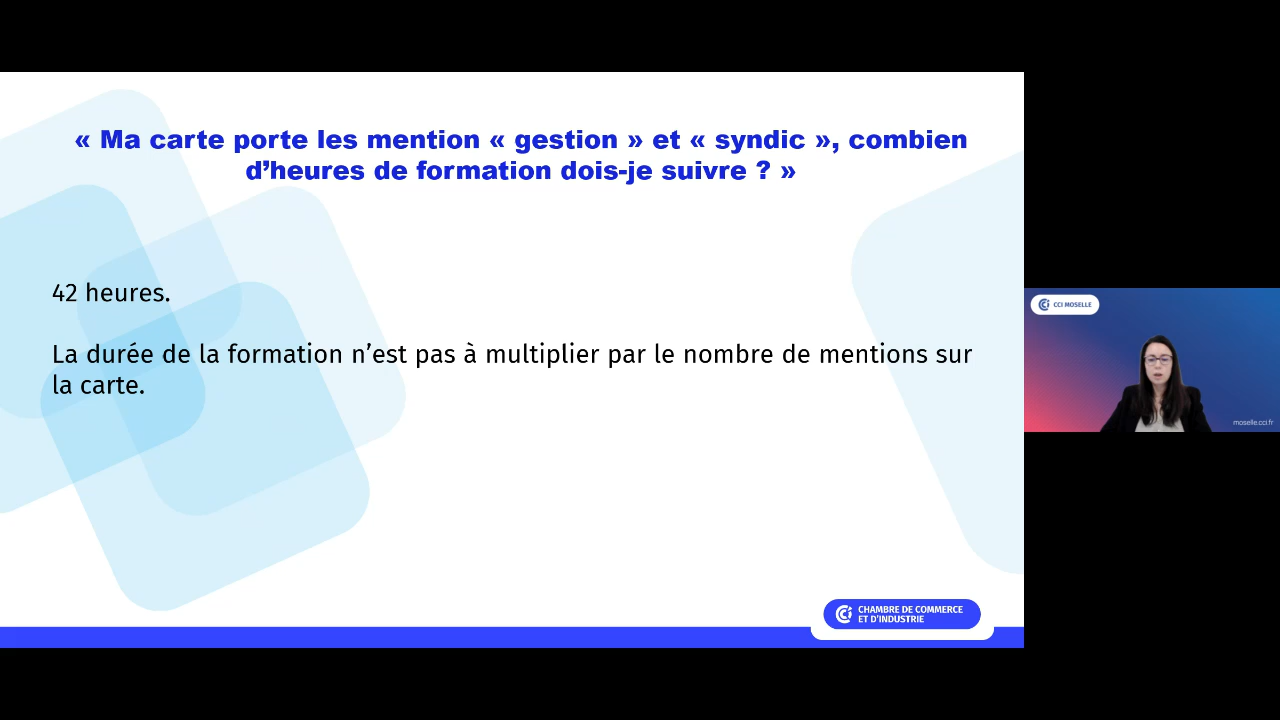 « Ma carte porte les mention « gestion » et « syndic », combien
d’heures de formation dois-je suivre ? »
42 heures.
La durée de la formation n’est pas à multiplier par le nombre de mentions sur
la carte.
CHAMBRE DE COMMERCE
ET D’INDUSTRIE
CCI MOSELLE
moselle.cci.fr